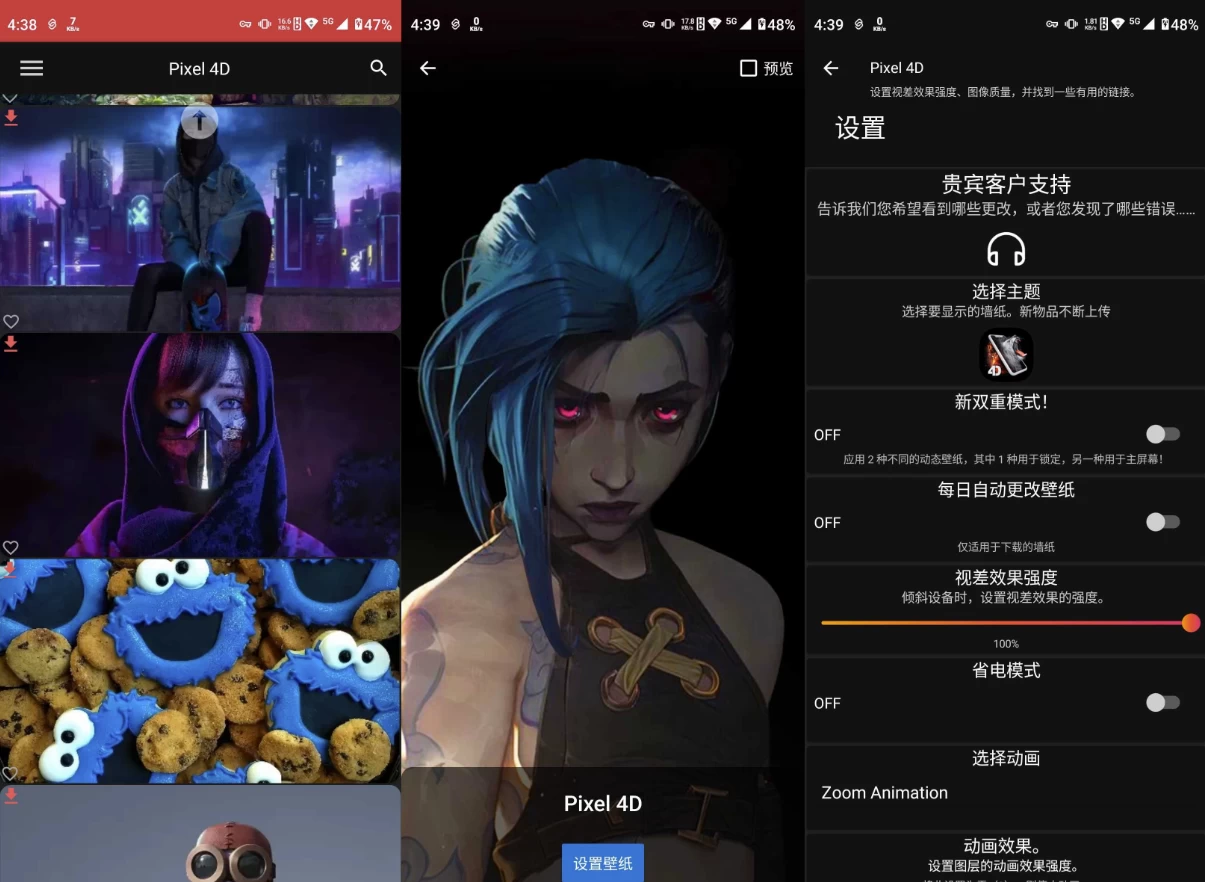 4:38
7
KB/s
16.6
KB/s
5G
47%
Pixel 4D
4:39
0
KB/s
17.8
KB/s
5G
48%
预览
Pixel 4D
设置壁纸
4:39
0
KB/s
1.81
KB/s
5G
48%
Pixel 4D
设置视差效果强度、图像质量，并找到一些有用的链接。
设置
贵宾客户支持
告诉我们您希望看到哪些更改，或者您发现了哪些错误……
选择主题
选择要显示的墙纸。新物品不断上传
4D
新双重模式！
OFF
应用 2 种不同的动态壁纸，其中 1 种用于锁定，另一种用于主屏幕！
每日自动更改壁纸
OFF
仅适用于下载的墙纸
视差效果强度
倾斜设备时，设置视差效果的强度。
100%
省电模式
OFF
选择动画
Zoom Animation
动画效果。
设置图层的动画效果强度。